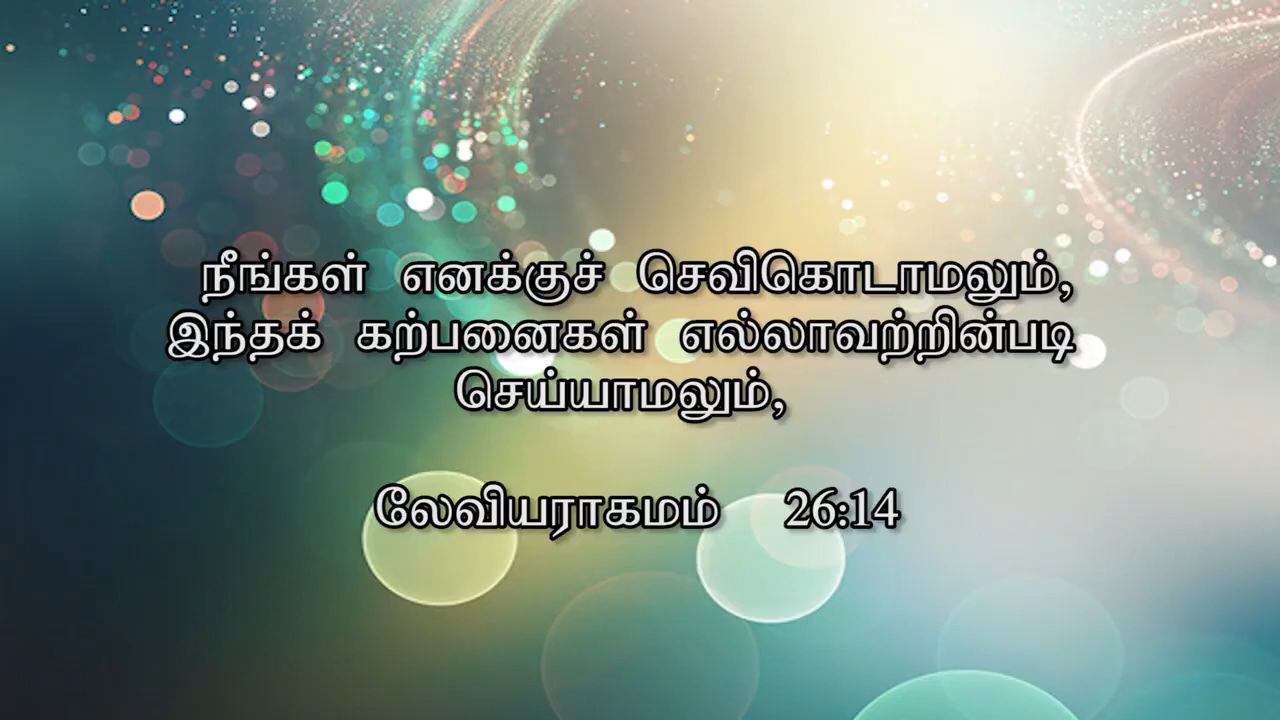 நீங்கள் எனக்குச் செவிகொடாமலும்,
இந்தக் கற்பனைகள் எல்லாவற்றின்படி
செய்யாமலும்,
லேவியராகமம் 26:14